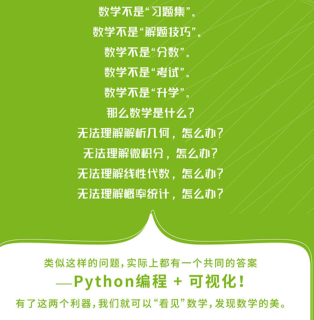 数学不是“习题集”。
数学不是“解题技巧”。
数学不是“分数”。
数学不是“考试”。
数学不是“升学”。
那么数学是什么？
无法理解解析几何，怎么办？
无法理解微积分，怎么办？
无法理解线性代数，怎么办？
无法理解概率统计，怎么办？
类似这样的问题，实际上都有一个共同的答案
——Python编程 + 可视化！
有了这两个利器，我们就可以“看见”数学，发现数学的美。